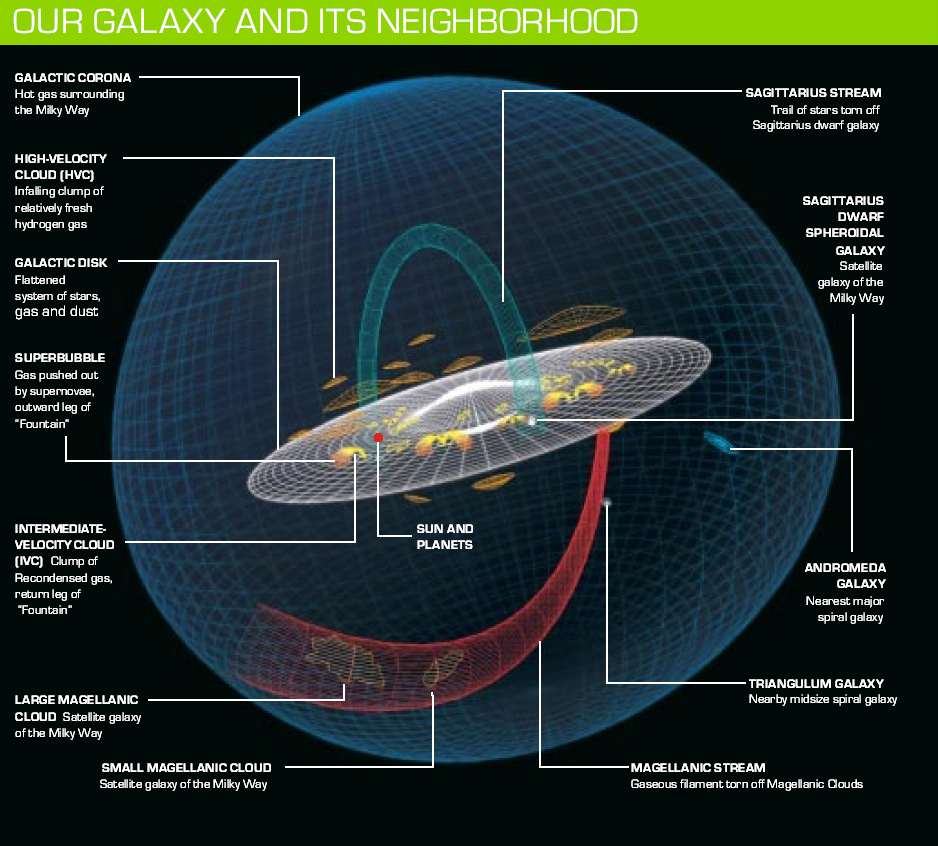 OUR GALAXY AND ITS NEIGHBORHOOD
GALACTIC CORONA
Hot gas surrounding
the Milky Way
HIGH-VELOCITY
CLOUD (HVC)
Infalling clump of
relatively fresh
hydrogen gas
GALACTIC DISK
Flattened
system of stars,
gas and dust
SUPERBUBBLE
Gas pushed out
by supernovae,
outward leg of
"Fountain"
INTERMEDIATE-
VELOCITY CLOUD
(IVC) Clump of
Recondensed gas,
return leg of
"Fountain"
LARGE MAGELLANIC
CLOUD Satellite galaxy
of the Milky Way
SMALL MAGELLANIC CLOUD
Satellite galaxy of the Milky Way
SUN AND
PLANETS
SAGITTARIUS STREAM
Trail of stars torn off
Sagittarius dwarf galaxy
SAGITTARIUS
DWARF
SPHEROIDAL
GALAXY
Satellite
galaxy of the
Milky Way
ANDROMEDA
GALAXY
Nearest major
spiral galaxy
TRIANGULUM GALAXY
Nearby midsize spiral galaxy
MAGELLANIC STREAM
Gaseous filament torn off Magellanic Clouds